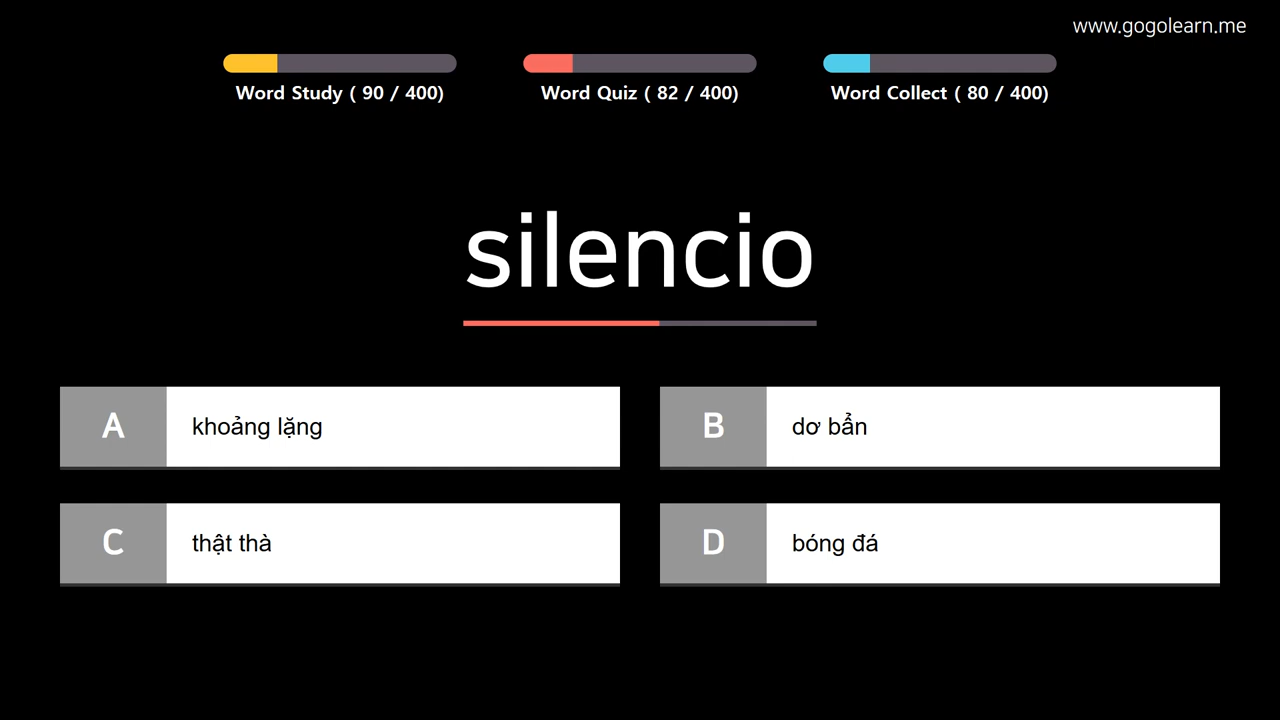 www.gogolearn.me
Word Study ( 90 / 400)
Word Quiz ( 82 / 400)
Word Collect ( 80 / 400)
silencio
A khoảng lặng
B dơ bẩn
C thật thà
D bóng đá